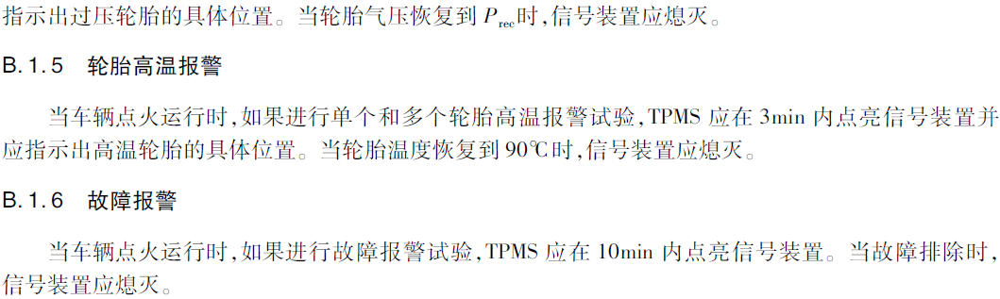 指示出过压轮胎的具体位置。当轮胎气压恢复到 Prec时,信号装置应熄灭。
B.1.5 轮胎高温报警
当车辆点火运行时,如果进行单个和多个轮胎高温报警试验,TPMS 应在 3min 内点亮信号装置并
应指示出高温轮胎的具体位置。当轮胎温度恢复到 90℃时,信号装置应熄灭。
B.1.6 故障报警
当车辆点火运行时,如果进行故障报警试验,TPMS 应在 10min 内点亮信号装置。当故障排除时,
信号装置应熄灭。